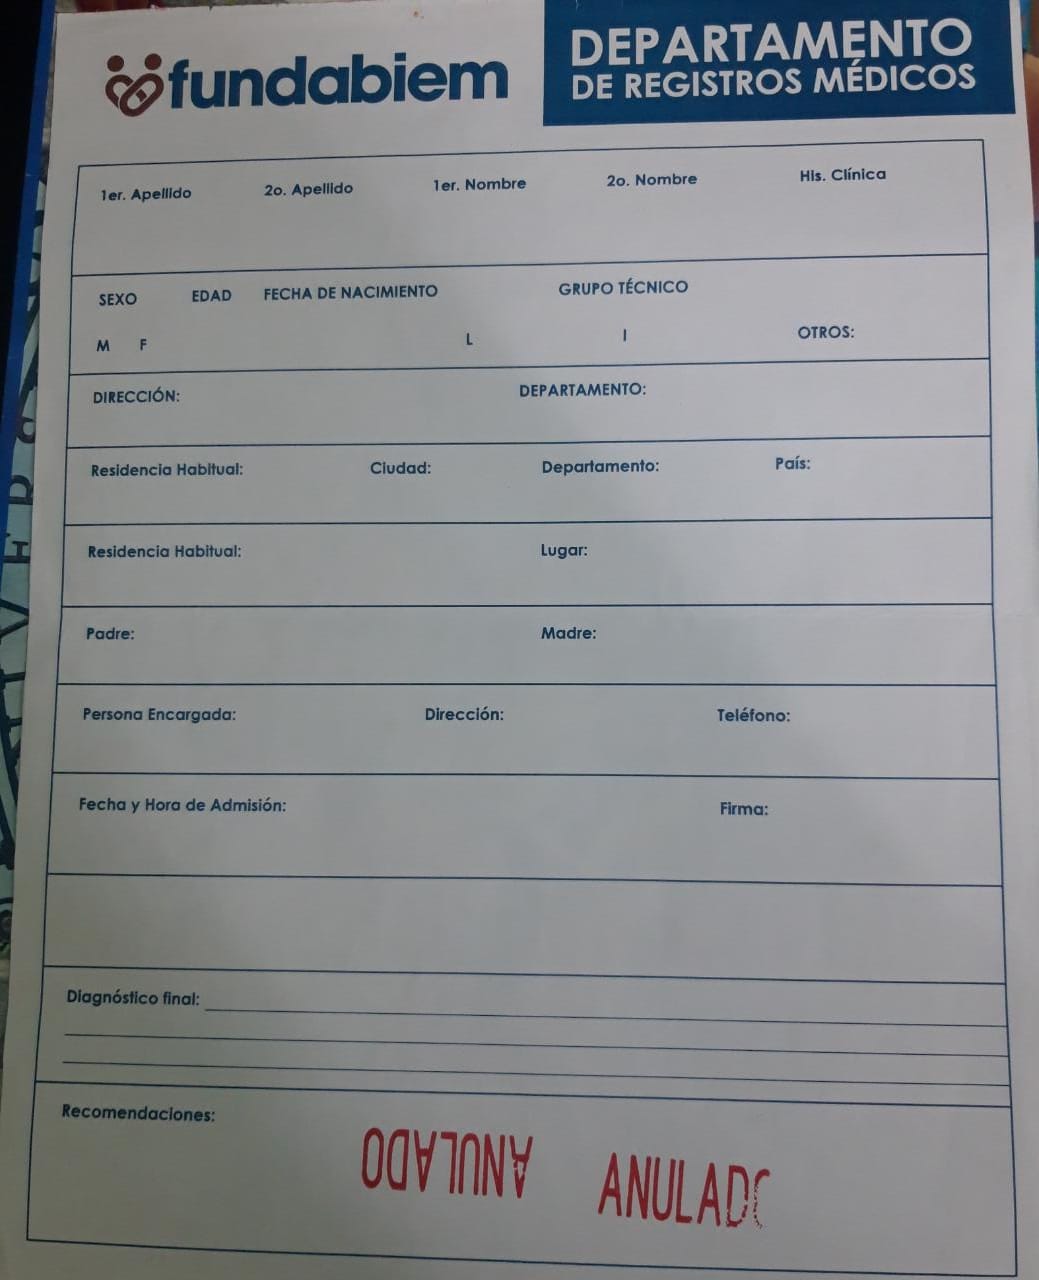 fundabiem
DEPARTAMENTO
DE REGISTROS MÉDICOS
1er. Apellido 2o. Apellido 1er. Nombre 2o. Nombre His. Clínica
SEXO EDAD FECHA DE NACIMIENTO GRUPO TÉCNICO
M F L I OTROS:
DIRECCIÓN: DEPARTAMENTO:
Residencia Habitual: Ciudad: Departamento: País:
Residencia Habitual: Lugar:
Padre: Madre:
Persona Encargada: Dirección: Teléfono:
Fecha y Hora de Admisión: Firma:
Diagnóstico final:
Recomendaciones:
ANULADO ANULADO